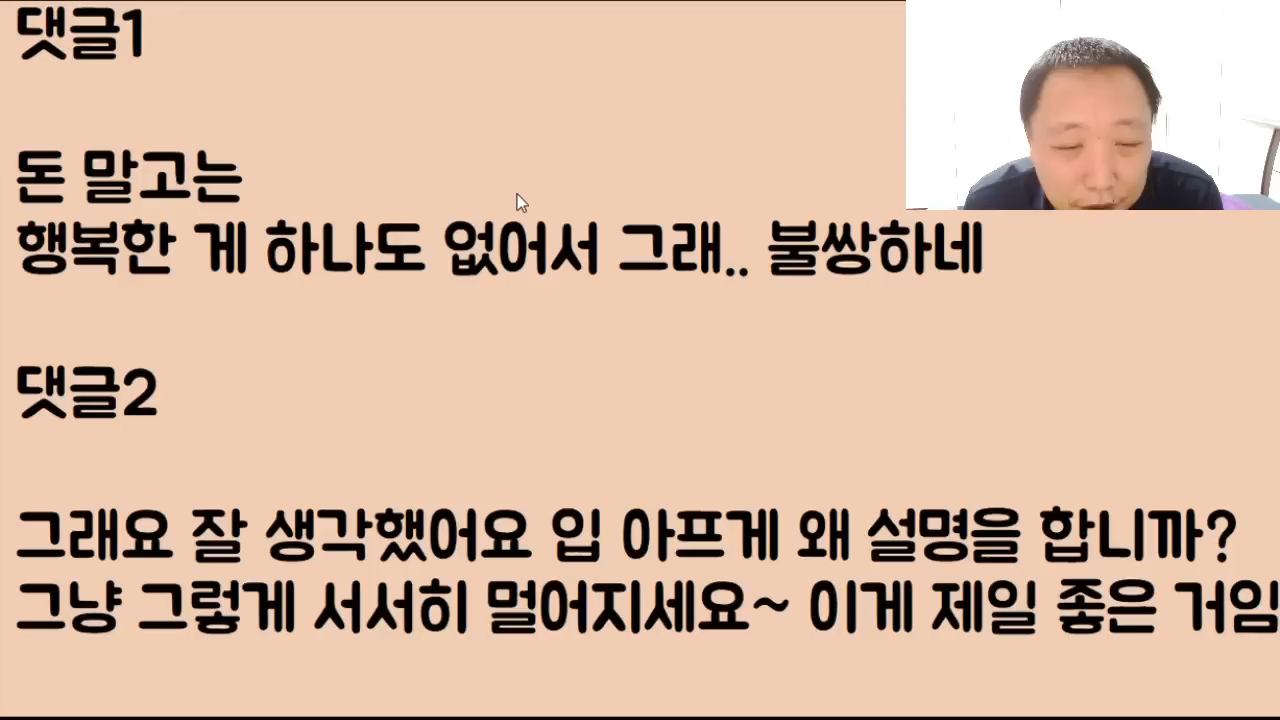 댓글1
돈 말고는
행복한 게 하나도 없어서 그래.. 불쌍하네
댓글2
그래요 잘 생각했어요 입 아프게 왜 설명을 합니까?
그냥 그렇게 서서히 멀어지세요~ 이게 제일 좋은 거임